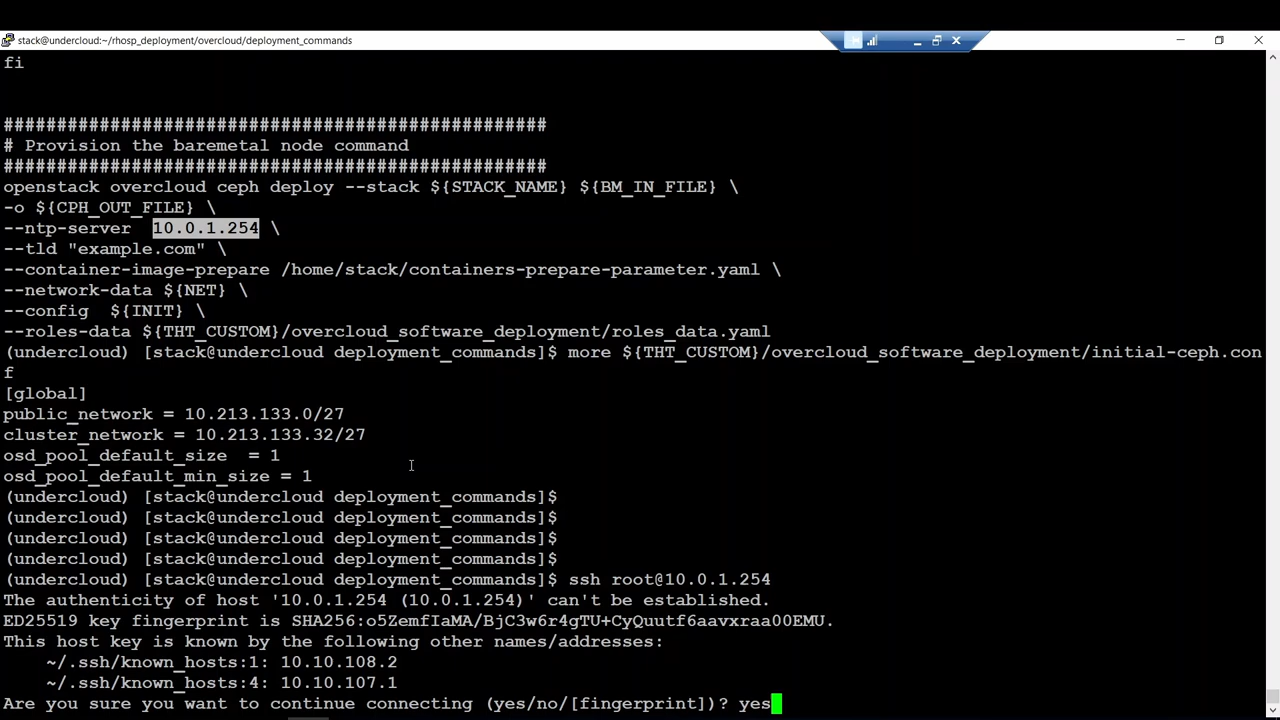 stack@undercloud:~/rhosp_deployment/overcloud/deployment_commands
fi
###################################################
# Provision the baremetal node command
###################################################
openstack overcloud ceph deploy --stack ${STACK_NAME} ${BM_IN_FILE} \
-o ${CPH_OUT_FILE} \
--ntp-server  10.0.1.254 \
--tld "example.com" \
--container-image-prepare /home/stack/containers-prepare-parameter.yaml \
--network-data ${NET} \
--config  ${INIT} \
--roles-data ${THT_CUSTOM}/overcloud_software_deployment/roles_data.yaml
(undercloud) [stack@undercloud deployment_commands]$ more ${THT_CUSTOM}/overcloud_software_deployment/initial-ceph.con
f
[global]
public_network = 10.213.133.0/27
cluster_network = 10.213.133.32/27
osd_pool_default_size  = 1
osd_pool_default_min_size = 1
(undercloud) [stack@undercloud deployment_commands]$
(undercloud) [stack@undercloud deployment_commands]$
(undercloud) [stack@undercloud deployment_commands]$
(undercloud) [stack@undercloud deployment_commands]$
(undercloud) [stack@undercloud deployment_commands]$ ssh root@10.0.1.254
The authenticity of host '10.0.1.254 (10.0.1.254)' can't be established.
ED25519 key fingerprint is SHA256:o5ZemfIaMA/BjC3w6r4gTU+CyQuutf6aavxraa00EMU.
This host key is known by the following other names/addresses:
    ~/.ssh/known_hosts:1: 10.10.108.2
    ~/.ssh/known_hosts:4: 10.10.107.1
Are you sure you want to continue connecting (yes/no/[fingerprint])? yes